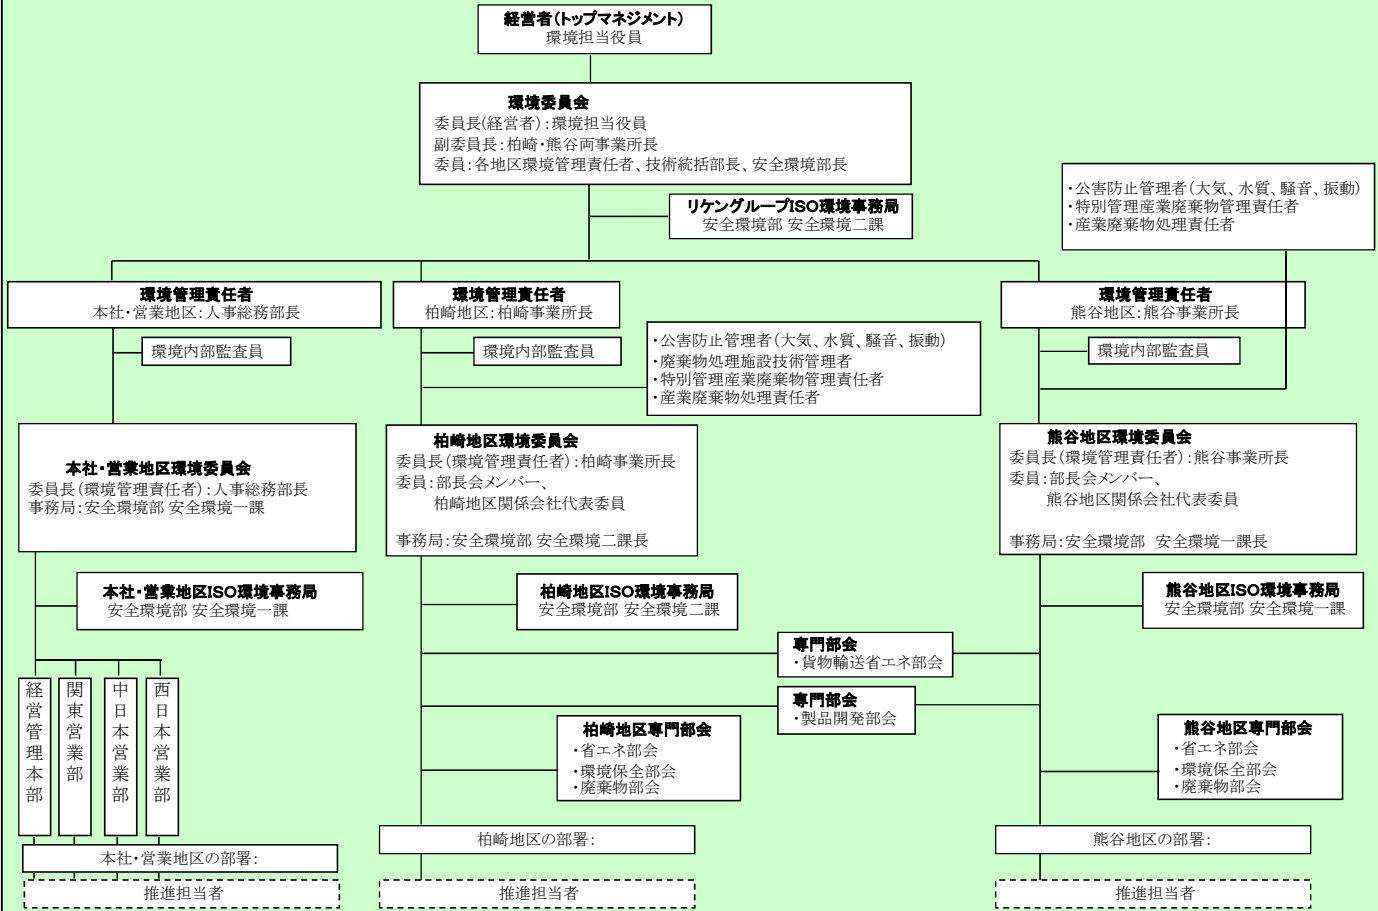 経営者(トップマネジメント)
環境担当役員
環境委員会
委員長(経営者):環境担当役員
副委員長:柏崎・熊谷両事業所長
委員:各地区環境管理責任者、技術統括部長、安全環境部長
リケングループISO環境事務局
安全環境部 安全環境二課
・公害防止管理者(大気、水質、騒音、振動)
・特別管理産業廃棄物管理責任者
・産業廃棄物処理責任者
環境管理責任者
本社・営業地区:人事総務部長
環境内部監査員
環境管理責任者
柏崎地区:柏崎事業所長
環境内部監査員
・公害防止管理者(大気、水質、騒音、振動)
・廃棄物処理施設技術管理者
・特別管理産業廃棄物管理責任者
・産業廃棄物処理責任者
環境管理責任者
熊谷地区:熊谷事業所長
環境内部監査員
本社・営業地区環境委員会
委員長(環境管理責任者):人事総務部長
事務局:安全環境部 安全環境一課
柏崎地区環境委員会
委員長(環境管理責任者):柏崎事業所長
委員:部長会メンバー、
柏崎地区関係会社代表委員
事務局:安全環境部 安全環境二課長
熊谷地区環境委員会
委員長(環境管理責任者):熊谷事業所長
委員:部長会メンバー、
熊谷地区関係会社代表委員
事務局:安全環境部 安全環境一課長
本社・営業地区ISO環境事務局
安全環境部 安全環境一課
柏崎地区ISO環境事務局
安全環境部 安全環境二課
熊谷地区ISO環境事務局
安全環境部 安全環境一課
専門部会
・貨物輸送省エネ部会
専門部会
・製品開発部会
経営管理本部
関東営業部
中日本営業部
西日本営業部
柏崎地区専門部会
・省エネ部会
・環境保全部会
・廃棄物部会
熊谷地区専門部会
・省エネ部会
・環境保全部会
・廃棄物部会
本社・営業地区の部署:
柏崎地区の部署:
熊谷地区の部署:
推進担当者
推進担当者
推進担当者